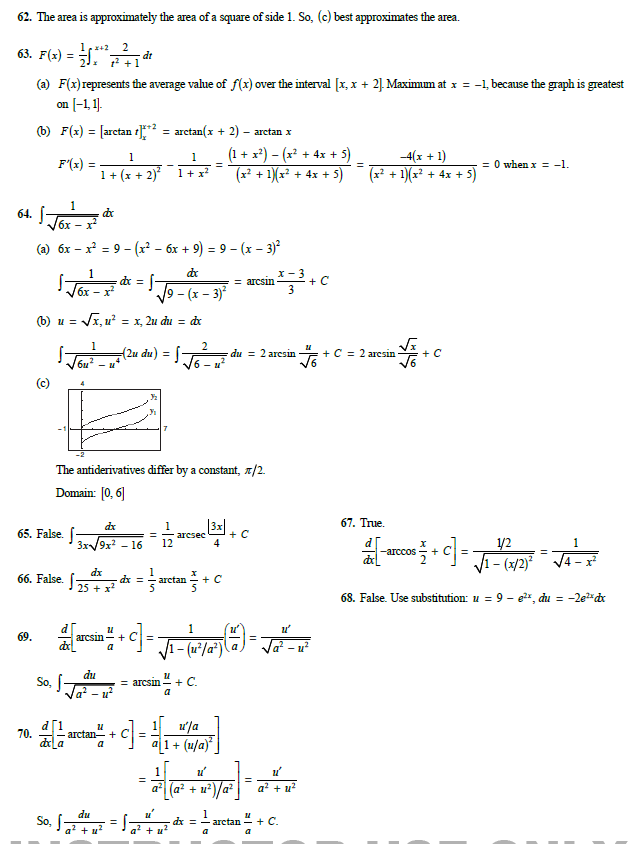 62. The area is approximately the area of a square of side 1. So, (c) best approximates the area.
63. F(x) = 1/2 ∫ₓ^(x+2) 2/(t² + 1) dt
(a) F(x) represents the average value of f(x) over the interval [x, x + 2]. Maximum at x = −1, because the graph is greatest
on [−1, 1].
(b) F(x) = [arctan t]ₓ^(x+2) = arctan(x + 2) − arctan x
F′(x) = 1/(1 + (x + 2)²) − 1/(1 + x²) = ((1 + x²) − (x² + 4x + 5))/((x² + 1)(x² + 4x + 5)) = −4(x + 1)/((x² + 1)(x² + 4x + 5)) = 0 when x = −1.
64. ∫ 1/√(6x − x²) dx
(a) 6x − x² = 9 − (x² − 6x + 9) = 9 − (x − 3)²
∫ 1/√(6x − x²) dx = ∫ dx/√(9 − (x − 3)²) = arcsin (x − 3)/3 + C
(b) u = √x, u² = x, 2u du = dx
∫ 1/√(6u² − u⁴) (2u du) = ∫ 2/√(6 − u²) du = 2 arcsin u/√6 + C = 2 arcsin √x/√6 + C
(c)
4
y₂
y₁
−1
7
−2
The antiderivatives differ by a constant, π/2.
Domain: [0, 6]
65. False. ∫ dx/(3x√(9x² − 16)) = 1/12 arcsec |3x|/4 + C
66. False. ∫ dx/(25 + x²) dx = 1/5 arctan x/5 + C
67. True.
d/dx[−arccos x/2 + C] = (1/2)/√(1 − (x/2)²) = 1/√(4 − x²)
68. False. Use substitution: u = 9 − e²ˣ, du = −2e²ˣ dx
69. d/dx[arcsin u/a + C] = 1/√(1 − (u²/a²)) (u′/a) = u′/√(a² − u²)
So, ∫ du/√(a² − u²) = arcsin u/a + C.
70. d/dx[1/a arctan u/a + C] = 1/a[(u′/a)/(1 + (u/a)²)]
= 1/a²[u′/((a² + u²)/a²)] = u′/(a² + u²)
So, ∫ du/(a² + u²) = ∫ u′/(a² + u²) dx = 1/a arctan u/a + C.